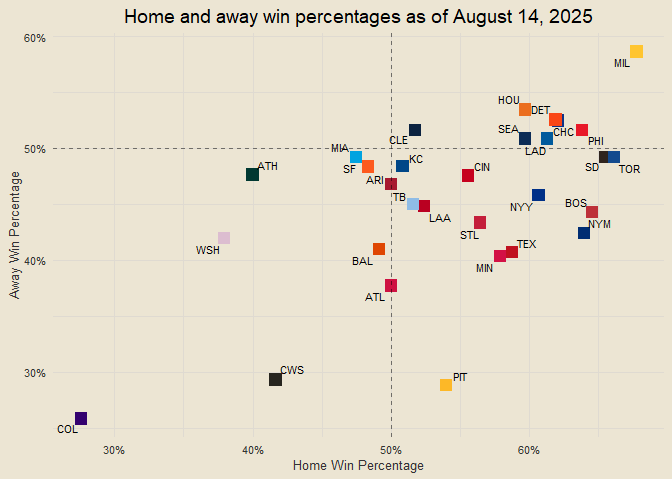 Home and away win percentages as of August 14, 2025
60%
MIL
HOU
DET
SEA
CHC
CLE
PHI
50%
MIA
LAD
KC
SF
ATH
CIN
SD
TOR
ARI
TB
NYY
BOS
LAA
NYM
STL
WSH
TEX
BAL
MIN
40%
ATL
CWS
PIT
30%
COL
30%
40%
50%
60%
Home Win Percentage
Away Win Percentage